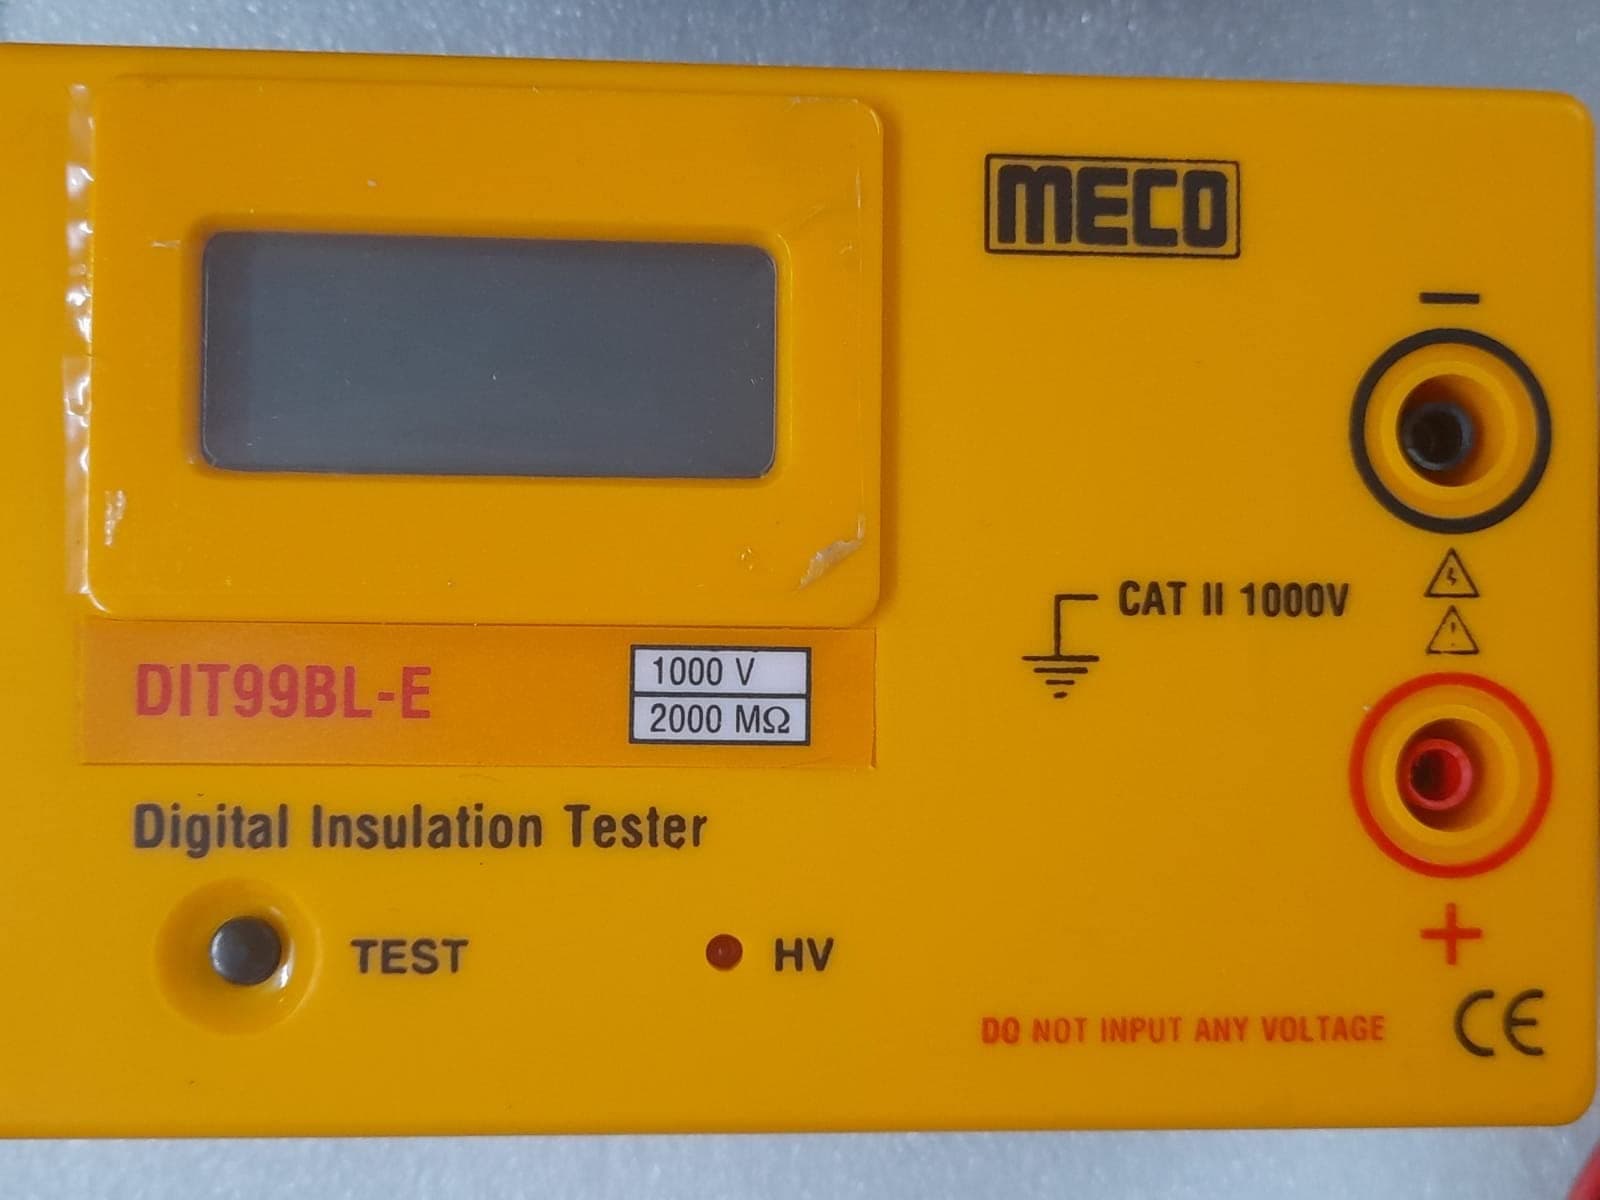 MECO
−
CAT II 1000V
DIT99BL-E
1000 V
2000 MΩ
Digital Insulation Tester
TEST
HV
+
DO NOT INPUT ANY VOLTAGE
CE